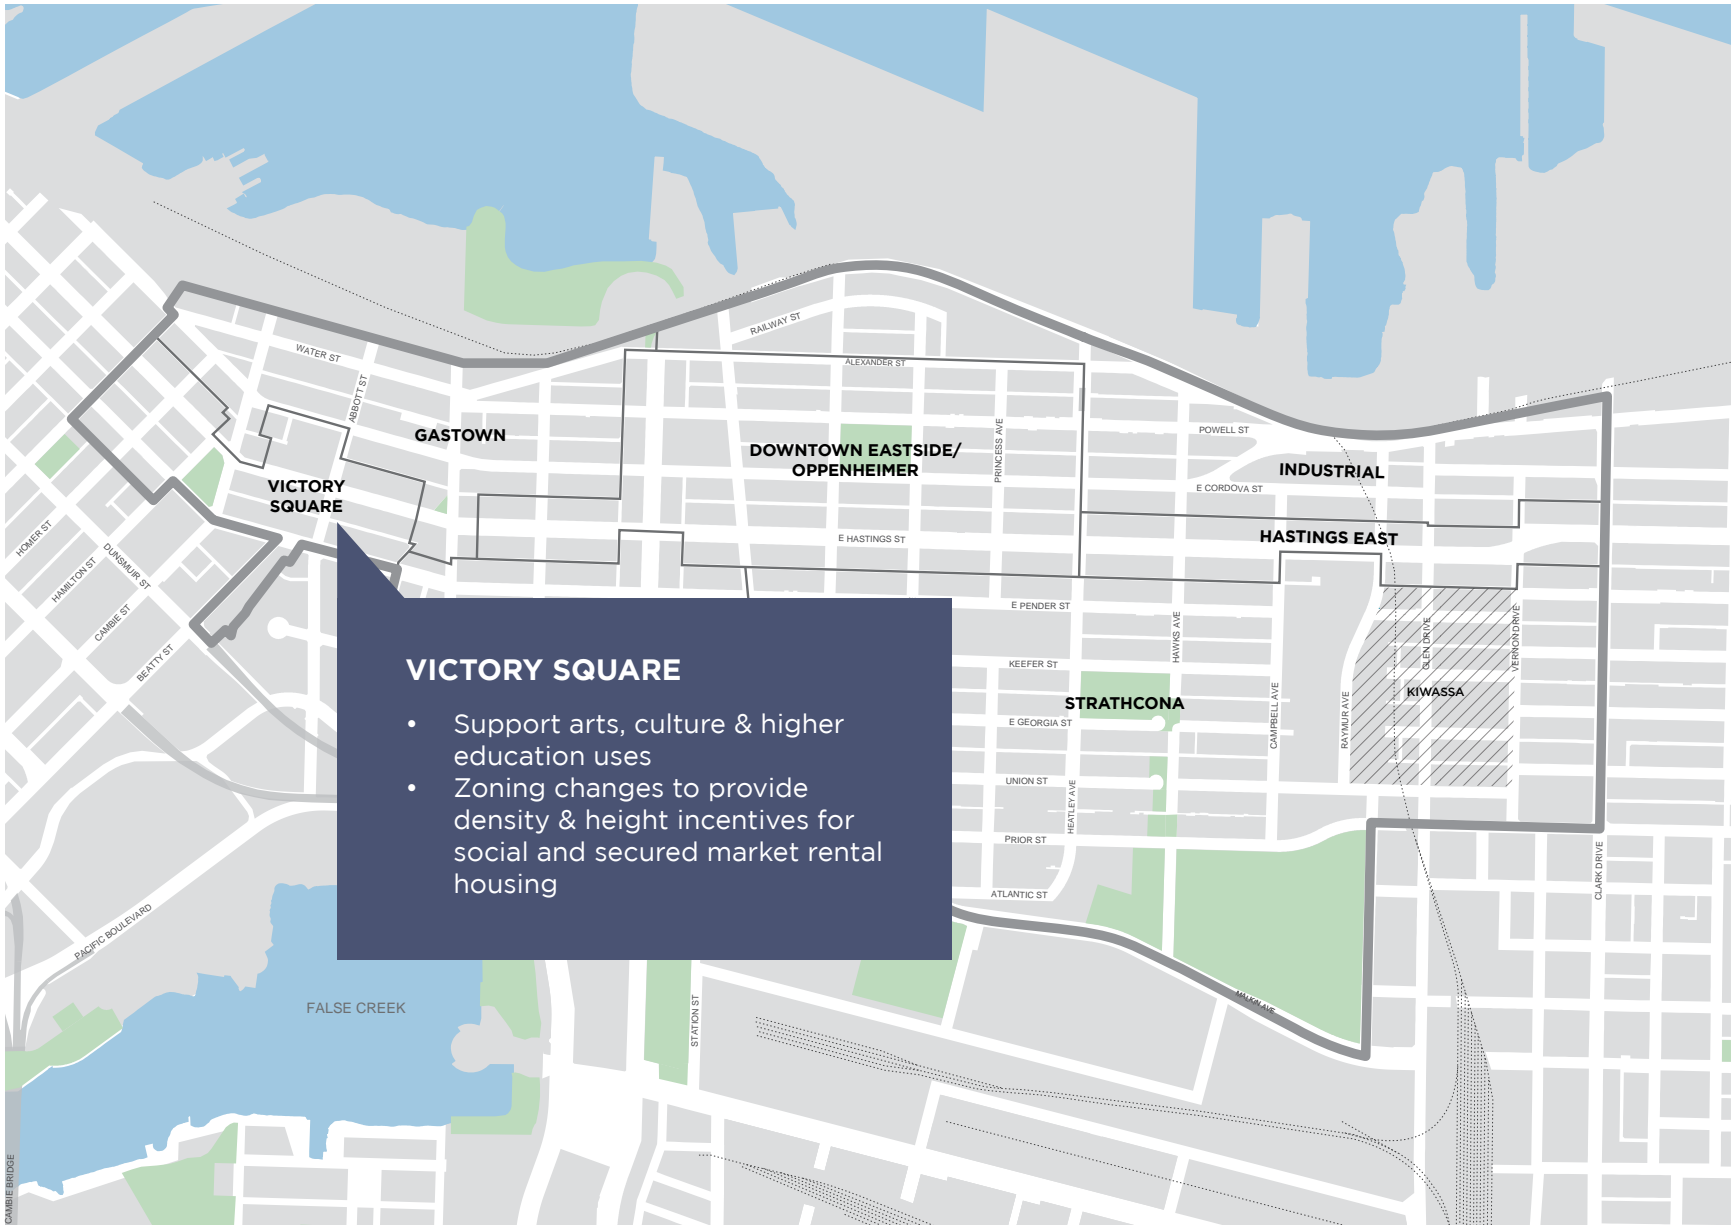 RAILWAY ST
WATER ST
ALEXANDER ST
ABBOTT ST
GASTOWN
DOWNTOWN EASTSIDE/
OPPENHEIMER
PRINCESS AVE
POWELL ST
INDUSTRIAL
E CORDOVA ST
VICTORY
SQUARE
HASTINGS EAST
E HASTINGS ST
HOMER ST
HAMILTON ST
DUNSMUIR ST
CAMBIE ST
BEATTY ST
E PENDER ST
HAWKS AVE
GLEN DRIVE
VERNON DRIVE
KEEFER ST
STRATHCONA
KIWASSA
E GEORGIA ST
CAMPBELL AVE
RAYMUR AVE
UNION ST
HEATLEY AVE
PRIOR ST
CLARK DRIVE
ATLANTIC ST
VICTORY SQUARE
• Support arts, culture & higher
education uses
• Zoning changes to provide
density & height incentives for
social and secured market rental
housing
PACIFIC BOULEVARD
FALSE CREEK
STATION ST
MALKIN AVE
CAMBIE BRIDGE